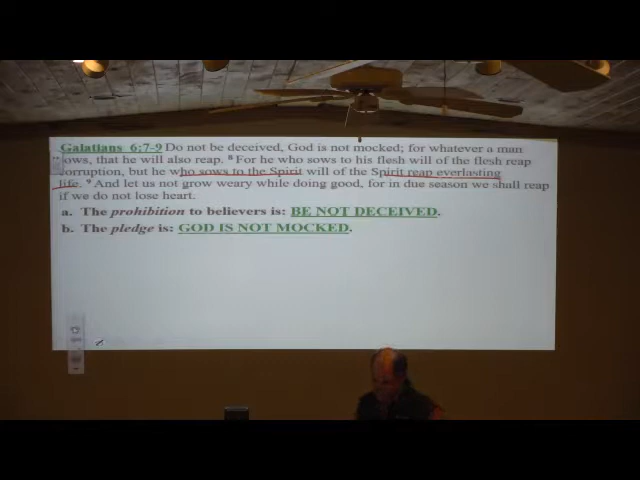 Galatians 6:7-9 Do not be deceived, God is not mocked; for whatever a man
sows, that he will also reap. 8 For he who sows to his flesh will of the flesh reap
corruption, but he who sows to the Spirit will of the Spirit reap everlasting
life. 9 And let us not grow weary while doing good, for in due season we shall reap
if we do not lose heart.
a. The prohibition to believers is: BE NOT DECEIVED.
b. The pledge is: GOD IS NOT MOCKED.